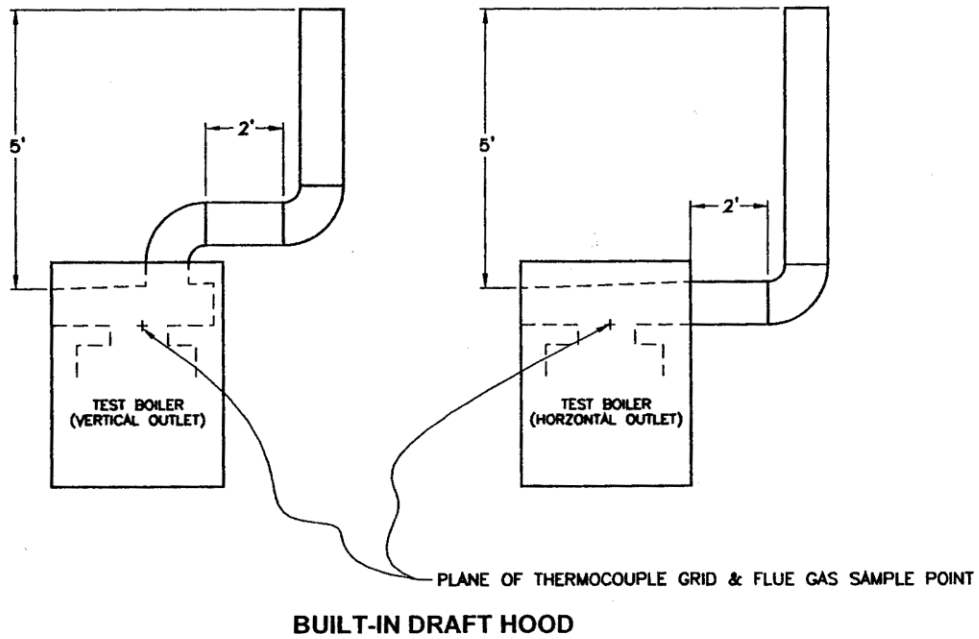 5'
2'
TEST BOILER
(VERTICAL OUTLET)
5'
2'
TEST BOILER
(HORZONTAL OUTLET)
PLANE OF THERMOCOUPLE GRID & FLUE GAS SAMPLE POINT
BUILT-IN DRAFT HOOD